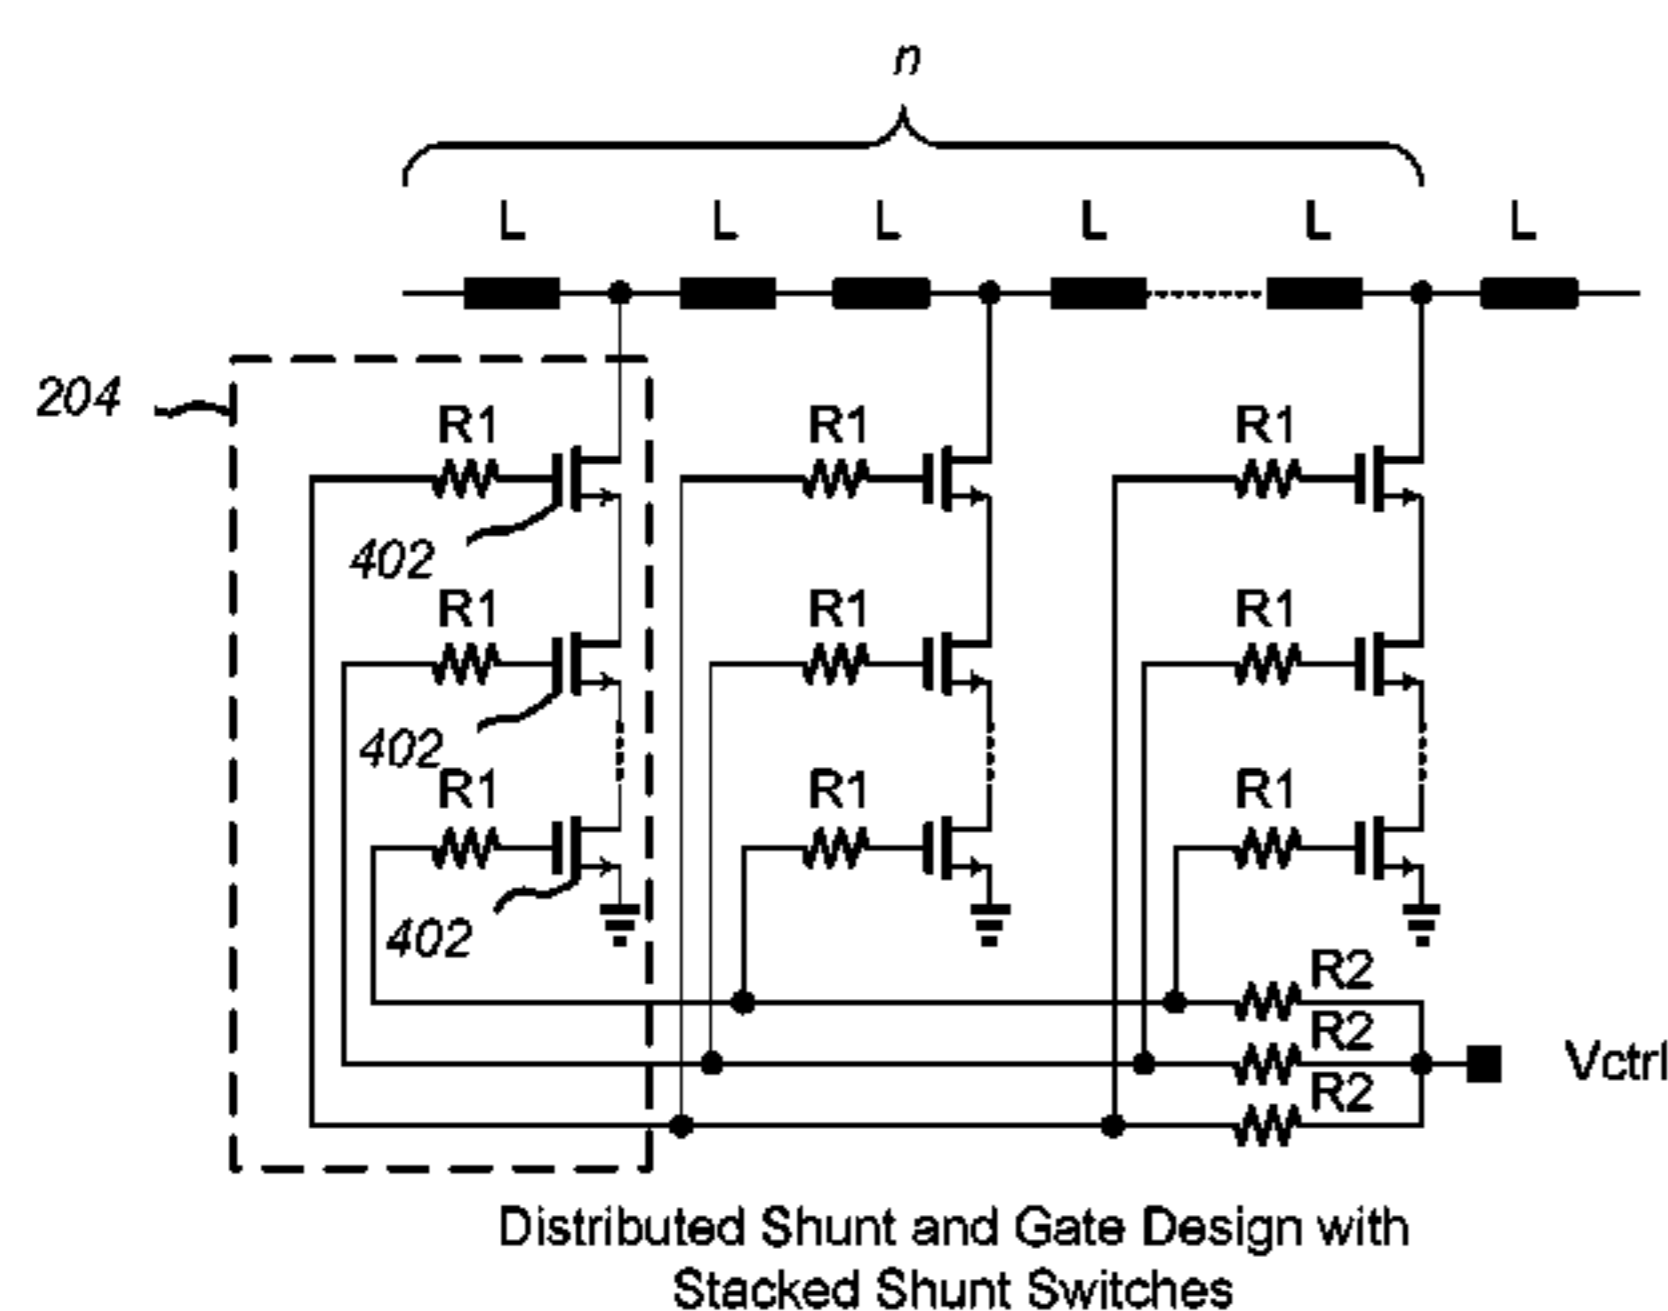 n
L L L L L L
204
R1 R1 R1
402
R1 R1 R1
402
R1 R1 R1
402
R2
R2
Vctrl
R2
Distributed Shunt and Gate Design with
Stacked Shunt Switches